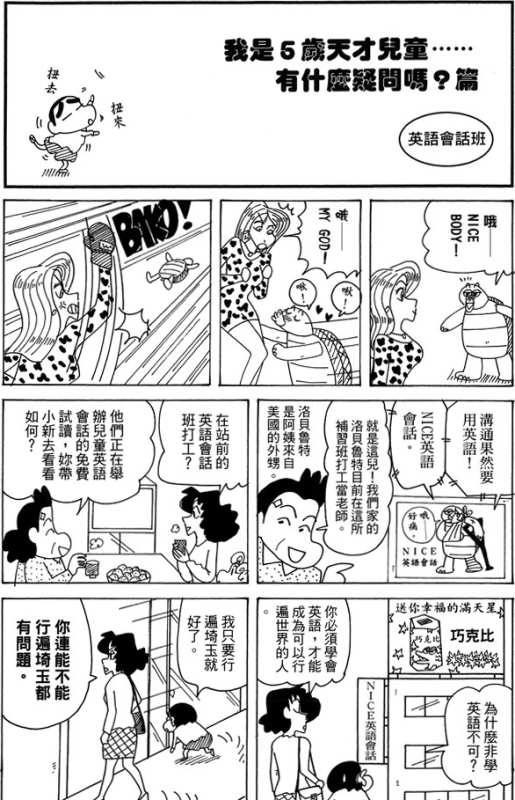 我是5歲天才兒童……
有什麼疑問嗎？篇
英語會話班
扭來
扭去
哦──
NICE
BODY─
哦──
MY GOD─
啾！
啾！
BAKO!
溝通果然要
用英語！
NICE英語
會話。
哦
好痛。
NICE
英語會話
就是這兒！我們家的
洛貝魯特目前在這所
補習班打工當老師。
洛貝魯特
是阿姨來自
美國的外甥。
在站前的
英語會話
班打工？
他們正在舉
辦兒童英語
會話的免費
試讀，妳帶
小新去看看
如何？
送你幸福的滿天星
巧克比
巧克比
為什麼非學
英語不可？
NICE英語會話
你必須學會
英語，才能
成為可以行
遍世界的人
。
我只要行
遍埼玉就
好了。
你連能不能
行遍埼玉都
有問題。